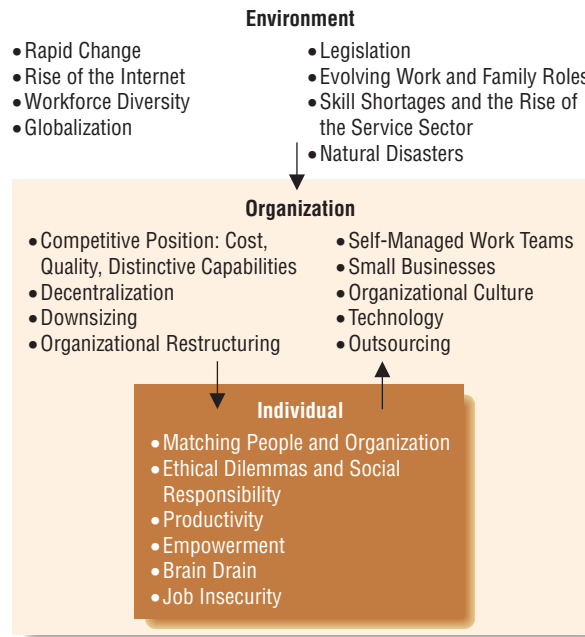 Environment
• Rapid Change
• Rise of the Internet
• Workforce Diversity
• Globalization
• Legislation
• Evolving Work and Family Roles
• Skill Shortages and the Rise of
the Service Sector
• Natural Disasters
Organization
• Competitive Position: Cost,
Quality, Distinctive Capabilities
• Decentralization
• Downsizing
• Organizational Restructuring
• Self-Managed Work Teams
• Small Businesses
• Organizational Culture
• Technology
• Outsourcing
Individual
• Matching People and Organization
• Ethical Dilemmas and Social
Responsibility
• Productivity
• Empowerment
• Brain Drain
• Job Insecurity